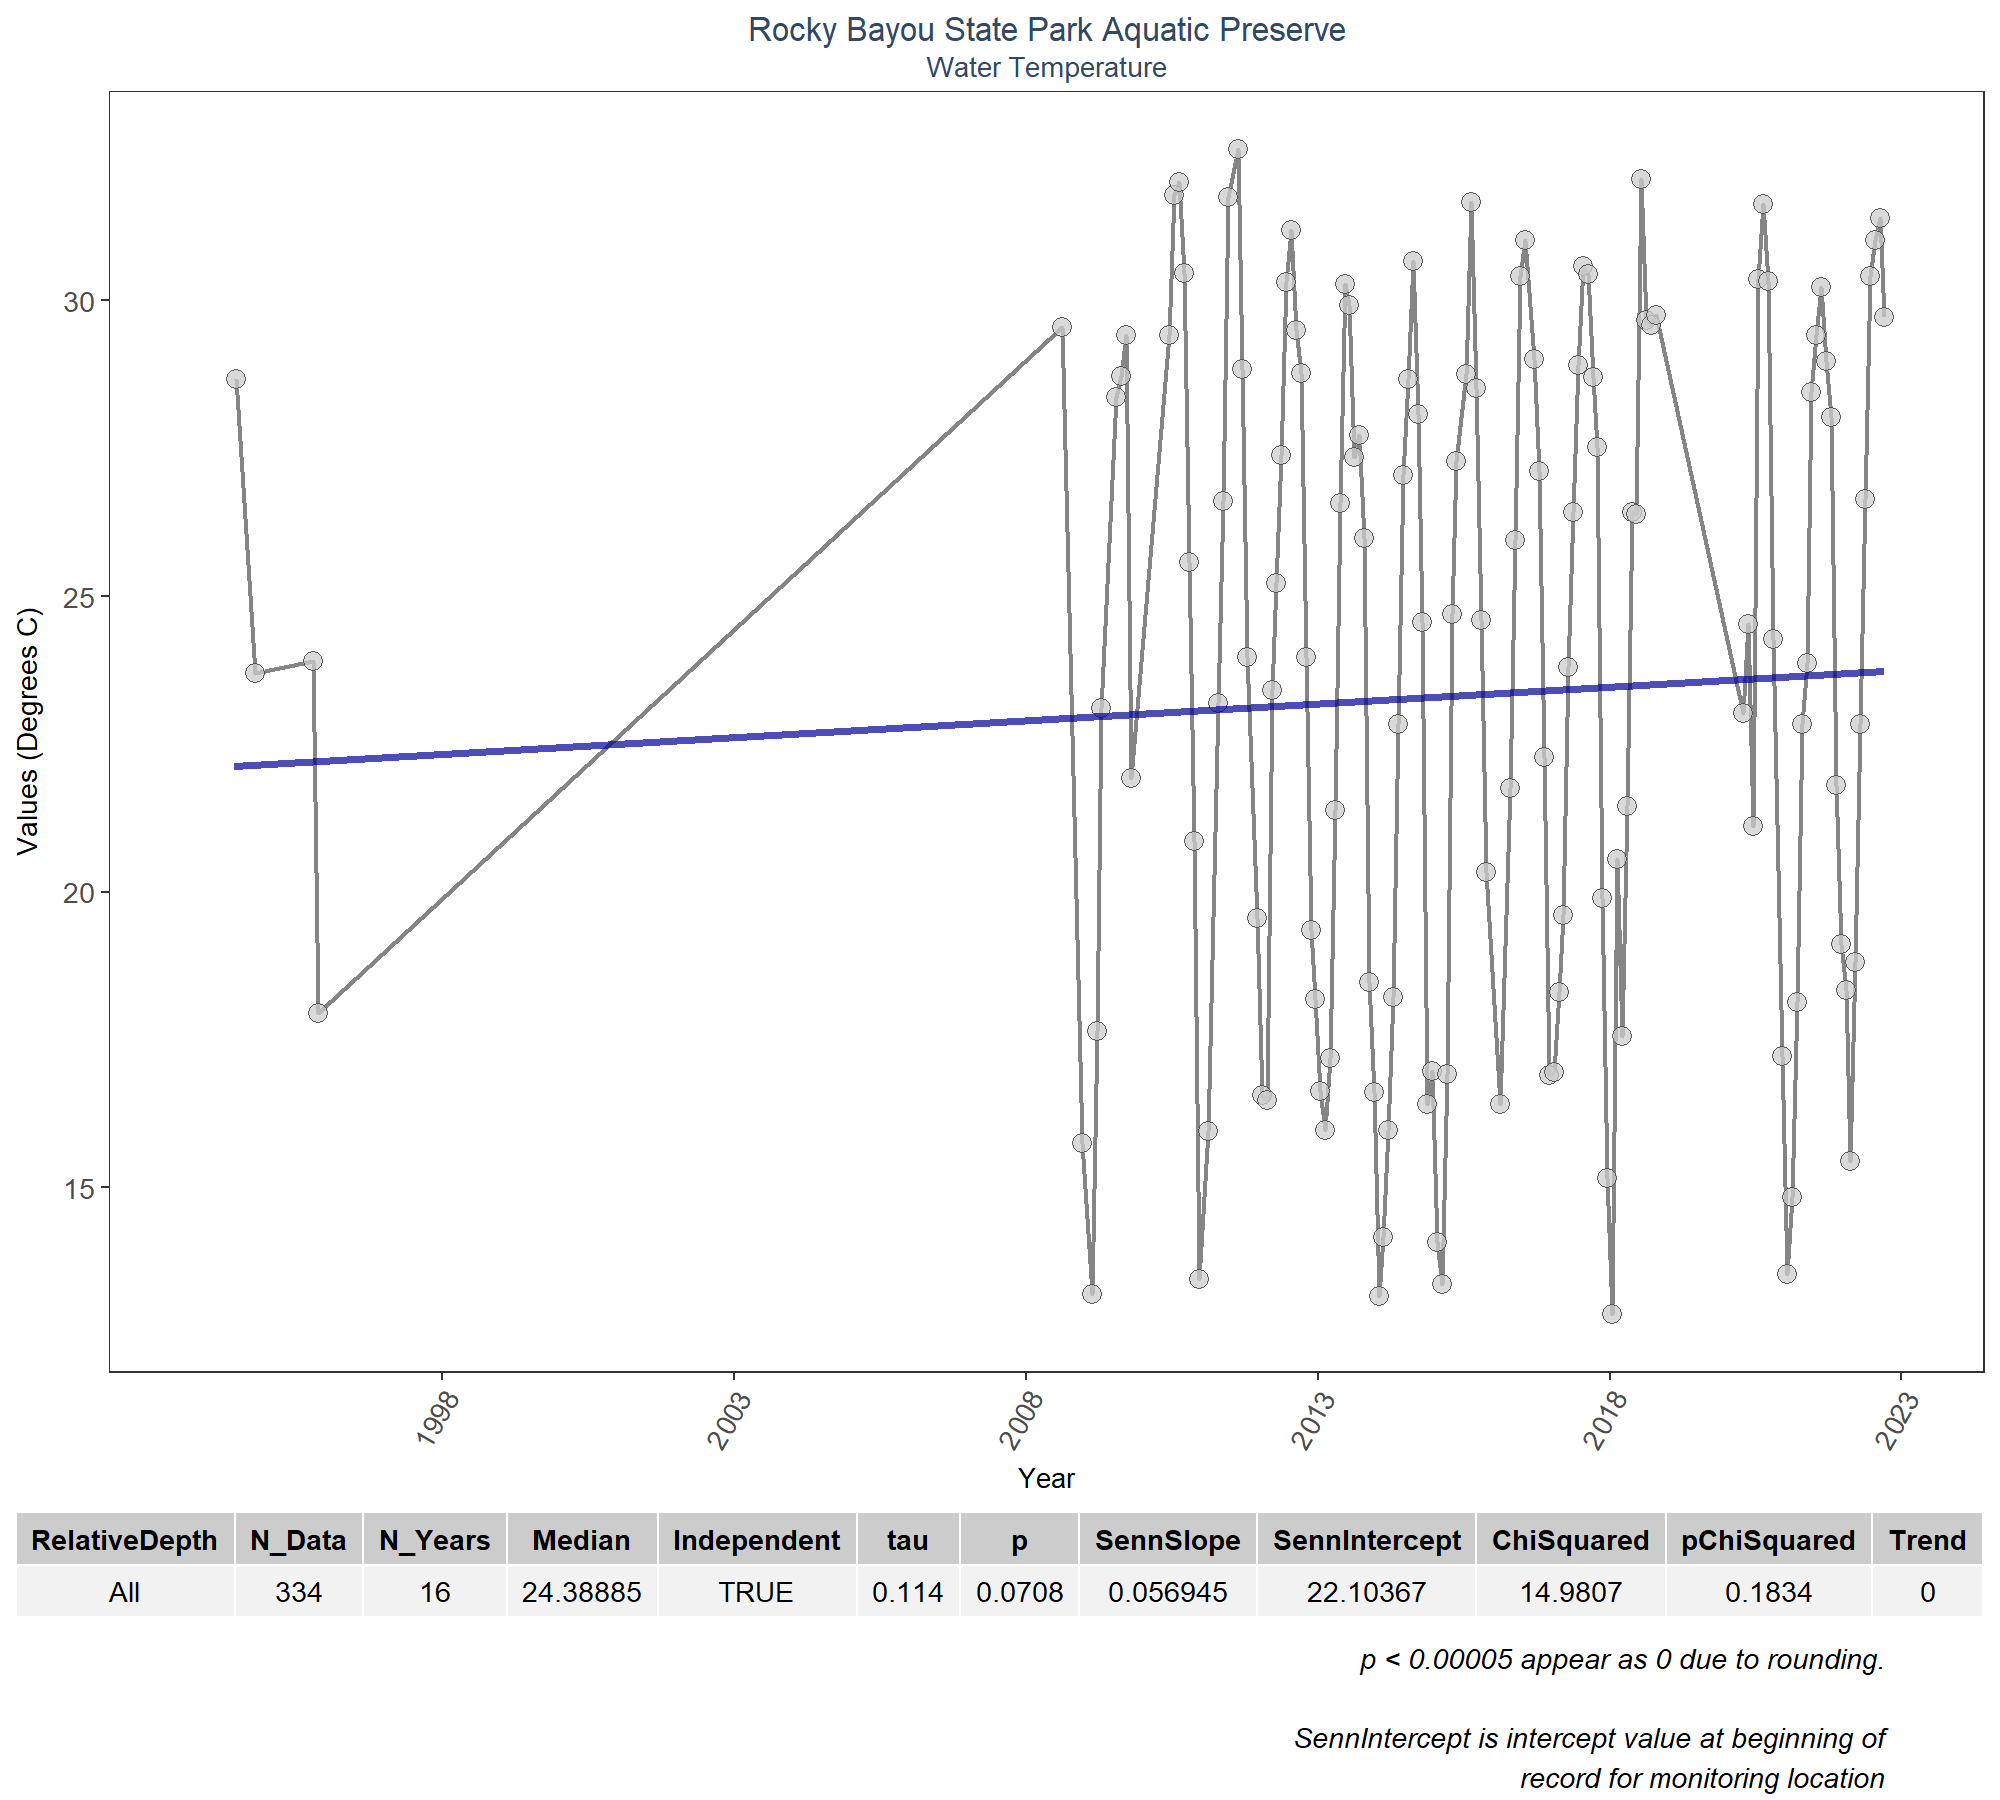 Rocky Bayou State Park Aquatic Preserve
Water Temperature
Values (Degrees C)
30
25
20
15
1998
2003
2008
2013
2018
2023
Year
RelativeDepth N_Data N_Years Median Independent tau p SennSlope SennIntercept ChiSquared pChiSquared Trend
All 334 16 24.38885 TRUE 0.114 0.0708 0.056945 22.10367 14.9807 0.1834 0
p < 0.00005 appear as 0 due to rounding.
SennIntercept is intercept value at beginning of
record for monitoring location